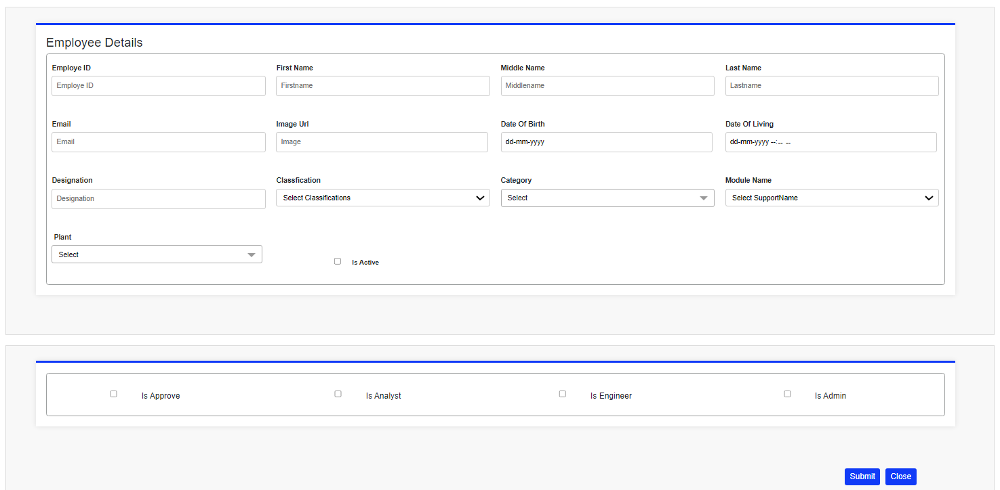 Employee Details
Employe ID First Name Middle Name Last Name
Employe ID Firstname Middlename Lastname
Email Image Url Date Of Birth Date Of Living
Email Image dd-mm-yyyy dd-mm-yyyy --:-- --
Designation Classfication Category Module Name
Designation Select Classifications Select Select SupportName
Plant
Select Is Active
Is Approve Is Analyst Is Engineer Is Admin
Submit Close